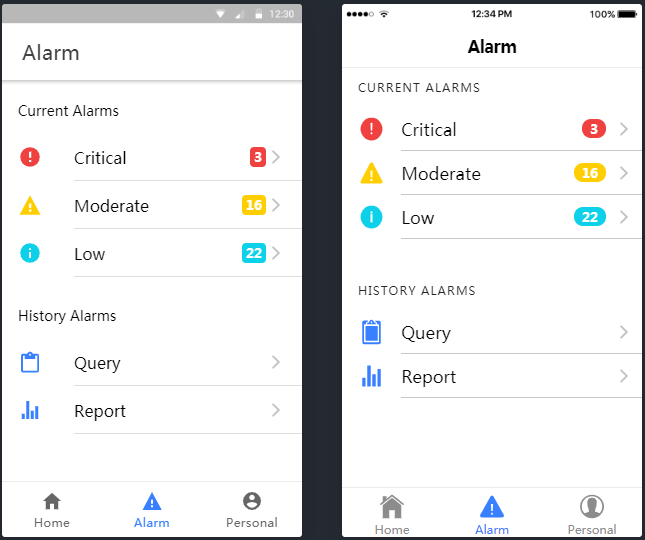 12:30
Alarm
Current Alarms
Critical 3
Moderate 16
Low 22
History Alarms
Query
Report
Home Alarm Personal
12:34 PM 100%
Alarm
CURRENT ALARMS
Critical 3
Moderate 16
Low 22
HISTORY ALARMS
Query
Report
Home Alarm Personal